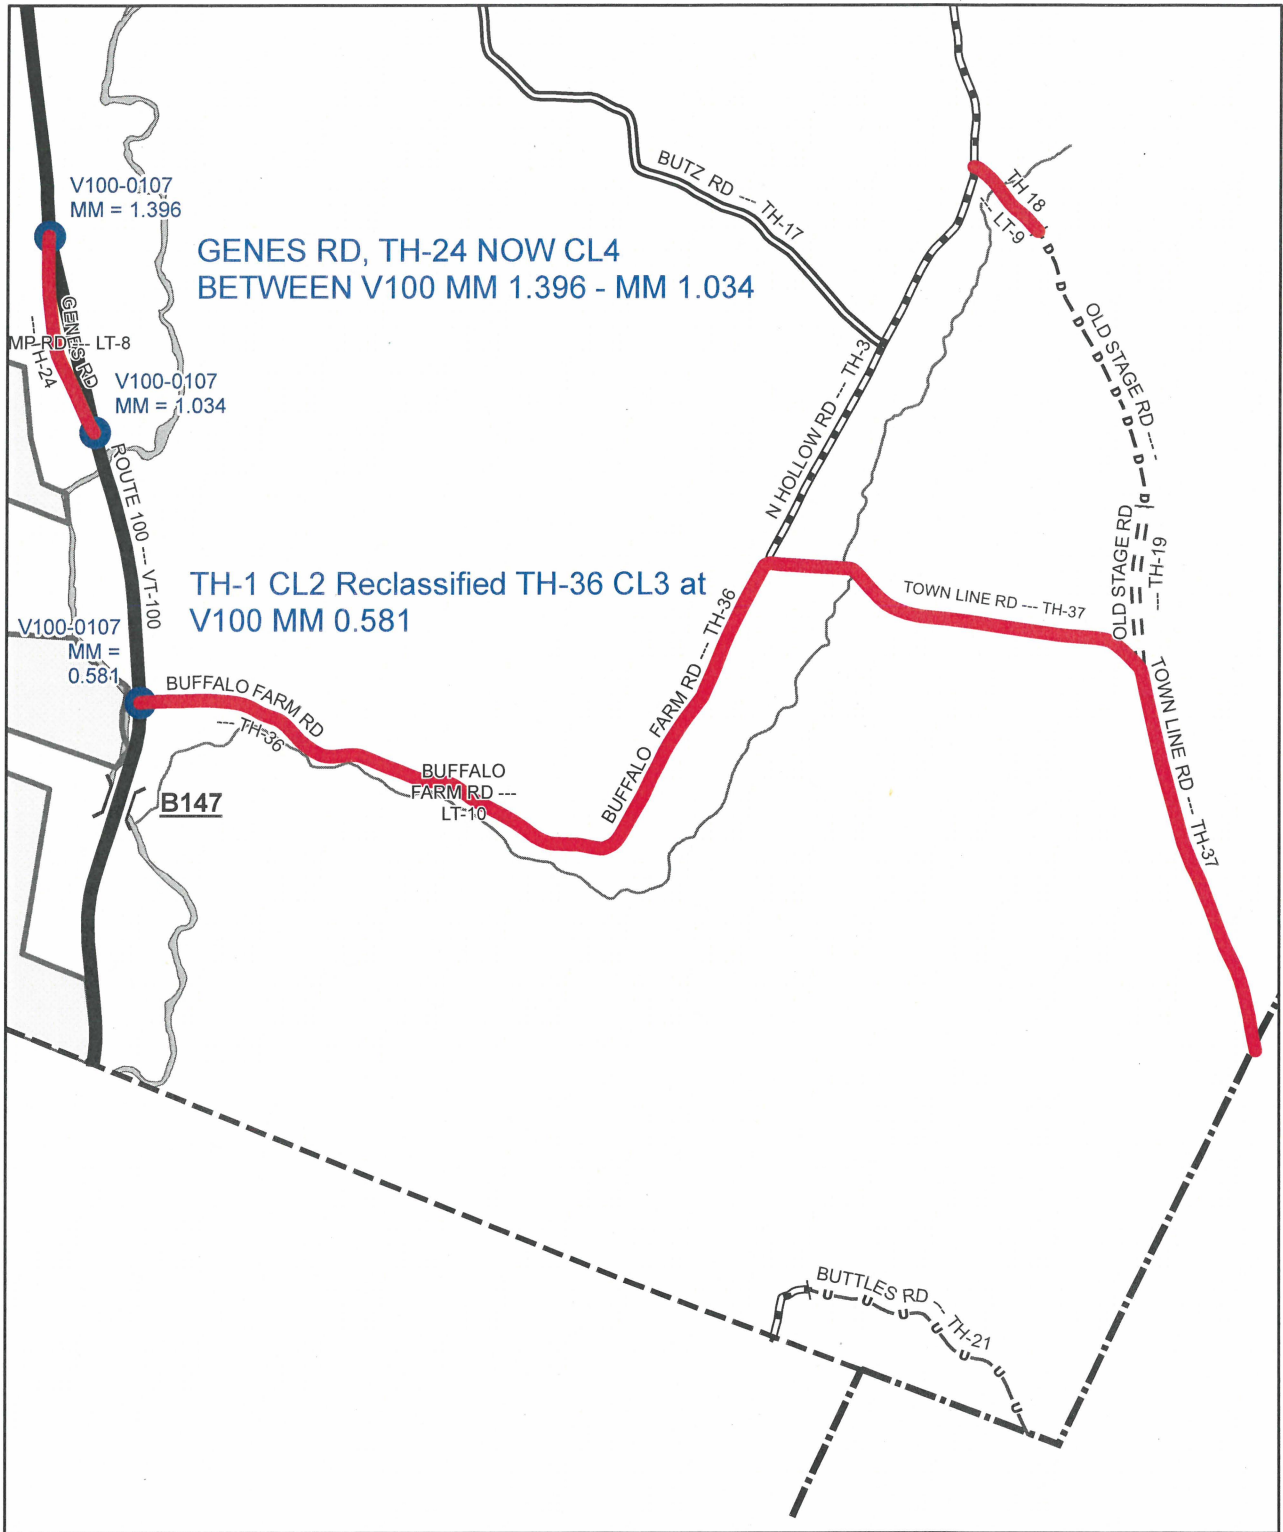 BUTZ RD --- TH-17
TH 18
--- LT-9
V100-0107
MM = 1.396
GENES RD, TH-24 NOW CL4
BETWEEN V100 MM 1.396 - MM 1.034
GENES RD
--- TH-24
MP RD --- LT-8
V100-0107
MM = 1.034
OLD STAGE RD ----
D D D D D D D
N HOLLOW RD --- TH-3
ROUTE 100 --- VT-100
OLD STAGE RD
--- TH-19
TH-1 CL2 Reclassified TH-36 CL3 at
V100 MM 0.581
V100-0107
MM =
0.581
TOWN LINE RD --- TH-37
BUFFALO FARM RD --- TH-36
BUFFALO FARM RD
--- TH-36
TOWN LINE RD --- TH-37
BUFFALO
FARM RD ---
LT-10
B147
BUTTLES RD --- TH-21
U U U U U U U